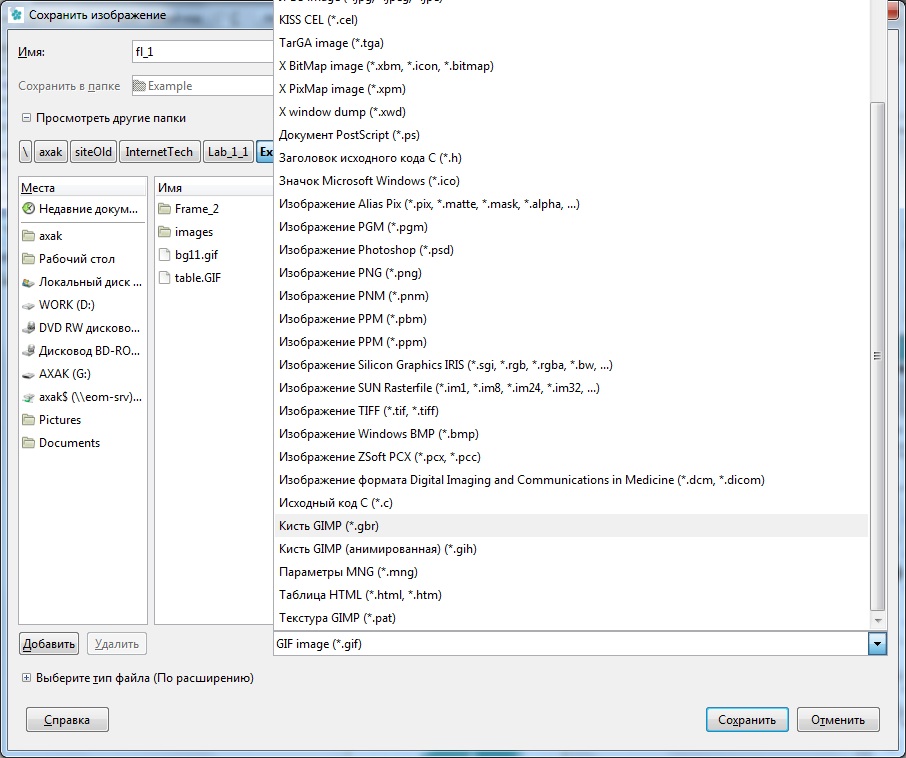 Сохранить изображение
Имя:
fl_1
Сохранить в папке
Example
Просмотреть другие папки
\ axak siteOld InternetTech Lab_1_1 Ex
Места
Недавние докум...
axak
Рабочий стол
Локальный диск ...
WORK (D:)
DVD RW дисково...
Дисковод BD-RO...
AXAK (G:)
axak$ (\\eom-srv)...
Pictures
Documents
Имя
Frame_2
images
bg11.gif
table.GIF
KISS CEL (*.cel)
TarGA image (*.tga)
X BitMap image (*.xbm, *.icon, *.bitmap)
X PixMap image (*.xpm)
X window dump (*.xwd)
Документ PostScript (*.ps)
Заголовок исходного кода C (*.h)
Значок Microsoft Windows (*.ico)
Изображение Alias Pix (*.pix, *.matte, *.mask, *.alpha, ...)
Изображение PGM (*.pgm)
Изображение Photoshop (*.psd)
Изображение PNG (*.png)
Изображение PNM (*.pnm)
Изображение PPM (*.pbm)
Изображение PPM (*.ppm)
Изображение Silicon Graphics IRIS (*.sgi, *.rgb, *.rgba, *.bw, ...)
Изображение SUN Rasterfile (*.im1, *.im8, *.im24, *.im32, ...)
Изображение TIFF (*.tif, *.tiff)
Изображение Windows BMP (*.bmp)
Изображение ZSoft PCX (*.pcx, *.pcc)
Изображение формата Digital Imaging and Communications in Medicine (*.dcm, *.dicom)
Исходный код C (*.c)
Кисть GIMP (*.gbr)
Кисть GIMP (анимированная) (*.gih)
Параметры MNG (*.mng)
Таблица HTML (*.html, *.htm)
Текстура GIMP (*.pat)
GIF image (*.gif)
Добавить
Удалить
Выберите тип файла (По расширению)
Справка
Сохранить
Отменить